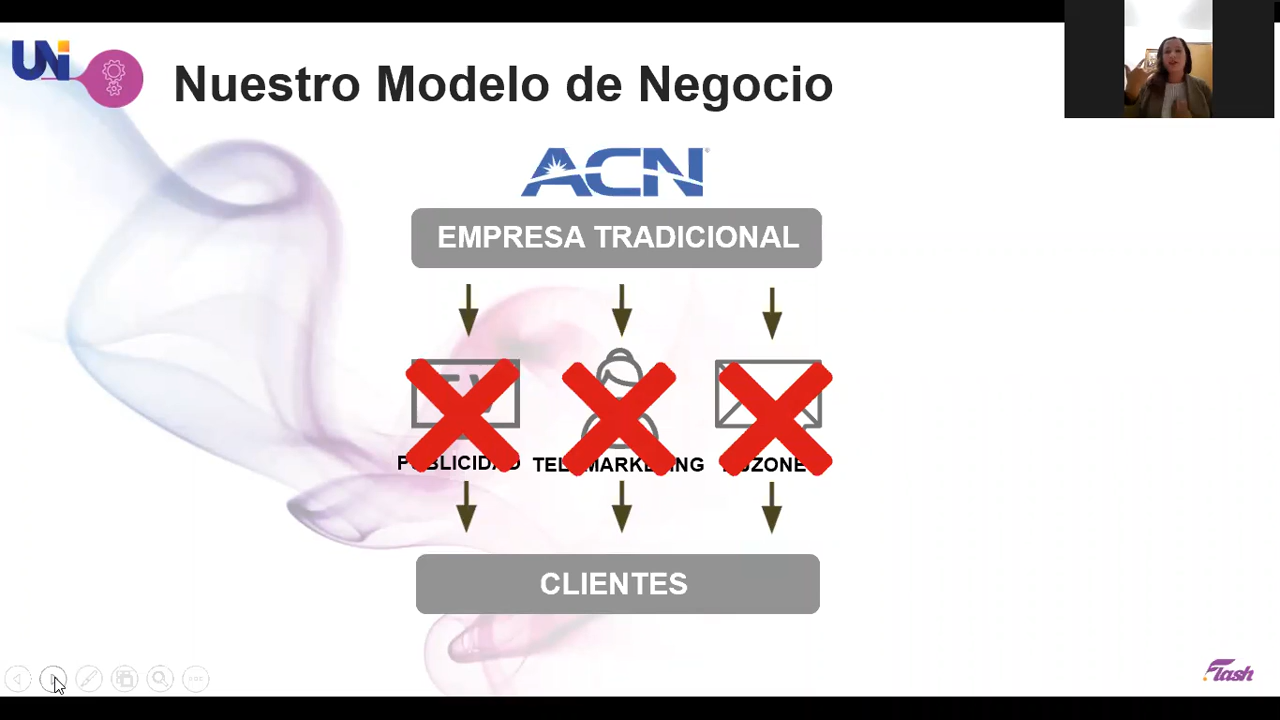 UNi
Nuestro Modelo de Negocio
ACN
EMPRESA TRADICIONAL
CLIENTES
Flash